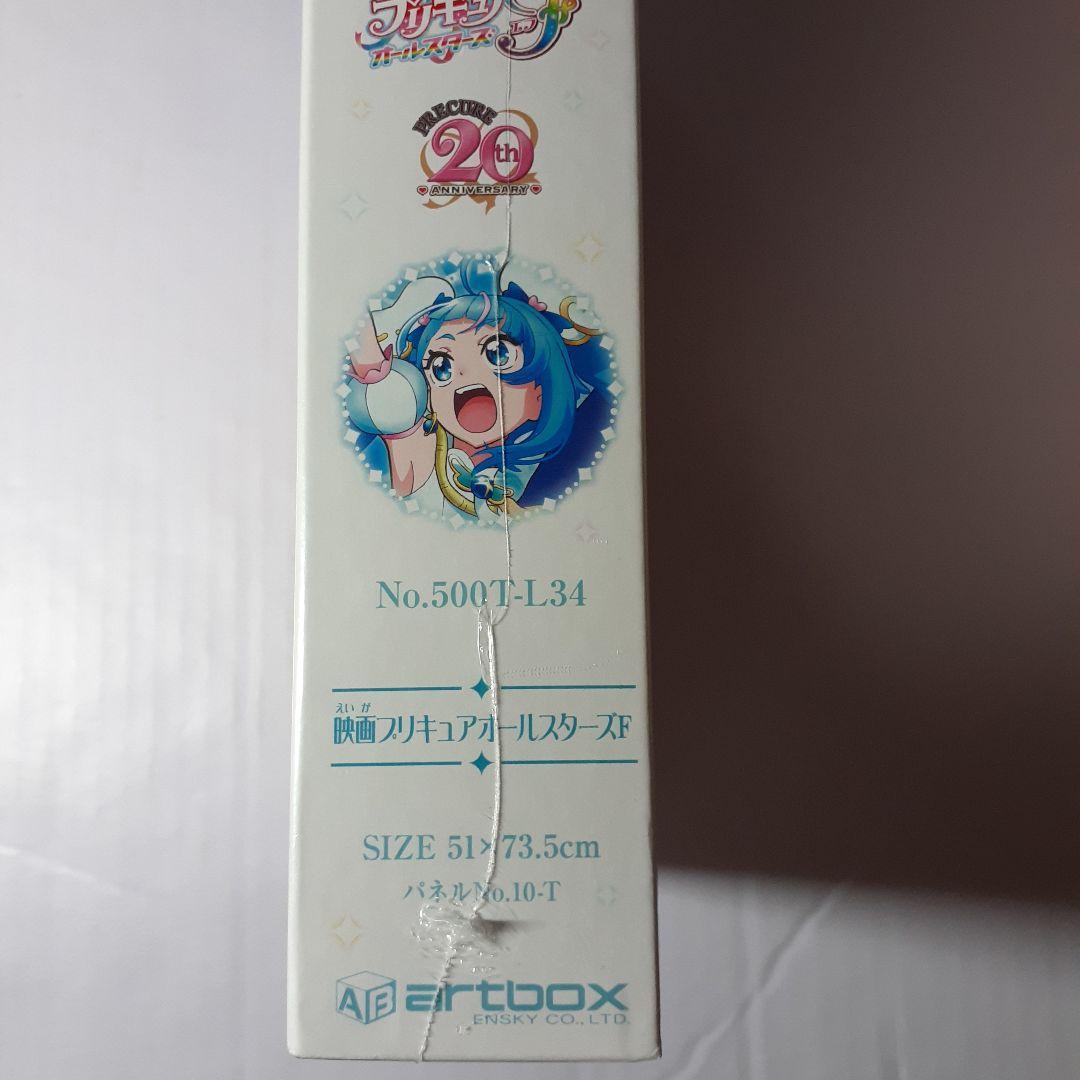 プリキュア
オールスターズ
PRECURE
20th
ANNIVERSARY
No.500T-L34
えいが
映画プリキュアオールスターズF
SIZE 51×73.5cm
パネルNo.10-T
AB artbox
ENSKY CO., LTD.